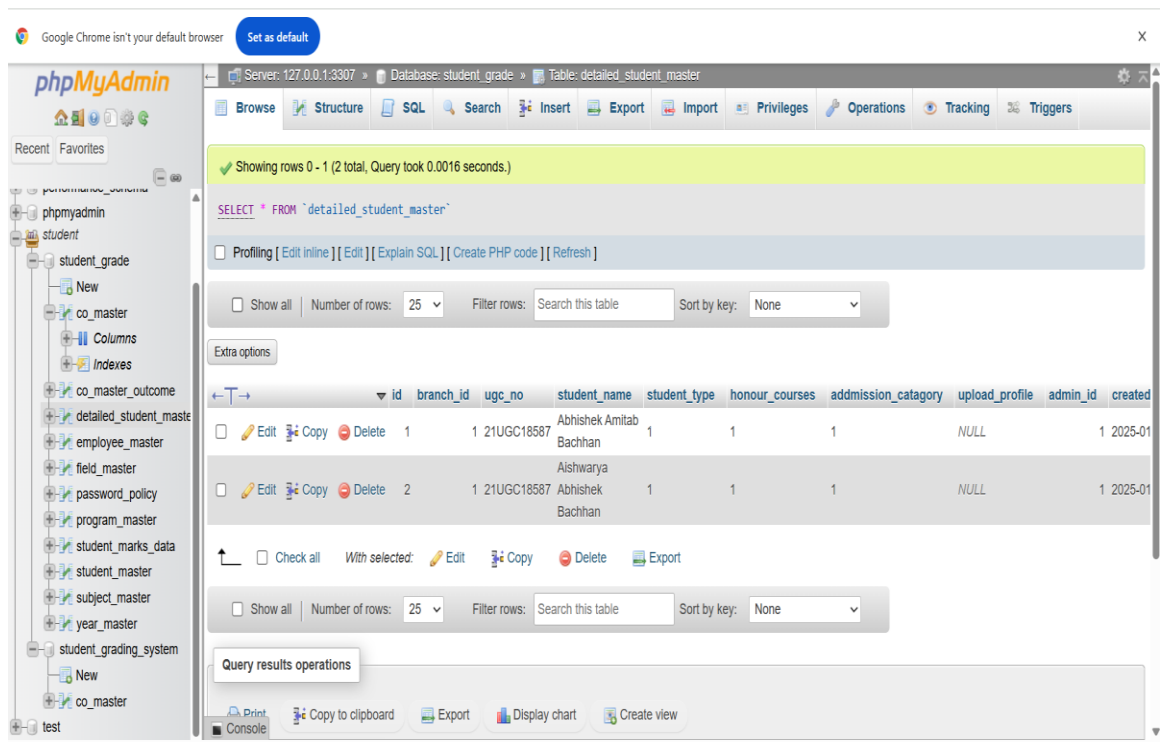 Google Chrome isn't your default browser Set as default X
phpMyAdmin
Recent Favorites
performance_schema
phpmyadmin
student
student_grade
New
co_master
Columns
Indexes
co_master_outcome
detailed_student_maste
employee_master
field_master
password_policy
program_master
student_marks_data
student_master
subject_master
year_master
student_grading_system
New
co_master
test
Server: 127.0.0.1:3307 » Database: student_grade » Table: detailed_student_master
Browse Structure SQL Search Insert Export Import Privileges Operations Tracking Triggers
Showing rows 0 - 1 (2 total, Query took 0.0016 seconds.)
SELECT * FROM `detailed_student_master`
Profiling [ Edit inline ] [ Edit ] [ Explain SQL ] [ Create PHP code ] [ Refresh ]
Show all Number of rows: 25 Filter rows: Search this table Sort by key: None
Extra options
←T→ id branch_id ugc_no student_name student_type honour_courses addmission_catagory upload_profile admin_id created
Edit Copy Delete 1 1 21UGC18587 Abhishek Amitab Bachhan 1 1 1 NULL 1 2025-01
Edit Copy Delete 2 1 21UGC18587 Aishwarya Abhishek Bachhan 1 1 1 NULL 1 2025-01
Check all With selected: Edit Copy Delete Export
Show all Number of rows: 25 Filter rows: Search this table Sort by key: None
Query results operations
Print Copy to clipboard Export Display chart Create view
Console